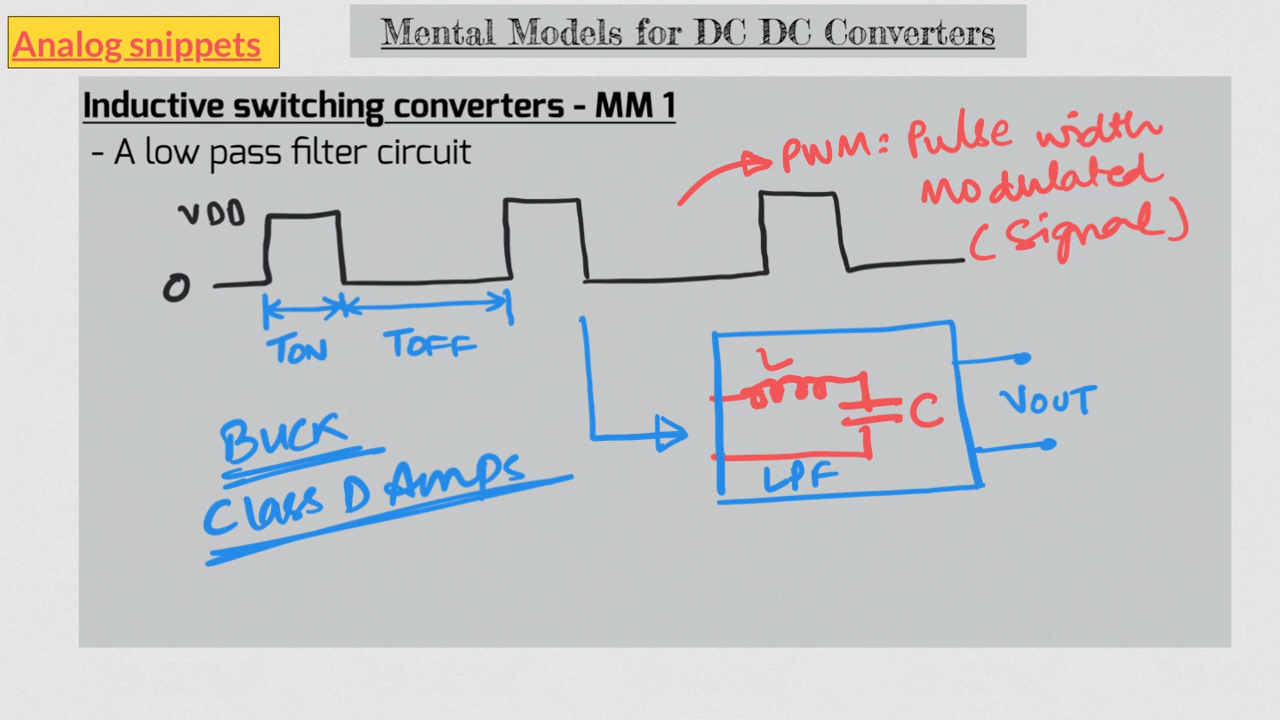 Analog snippets
Mental Models for DC DC Converters
Inductive switching converters - MM 1
- A low pass filter circuit
PWM: Pulse width
Modulated
(Signal)
VDD
0
TON
TOFF
L
C
VOUT
LPF
BUCK
Class D Amps